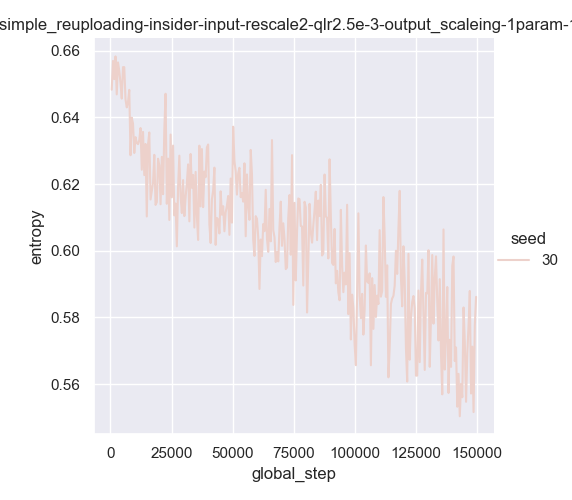 simple_reuploading-insider-input-rescale2-qlr2.5e-3-output_scaleing-1param-
0.66
0.64
0.62
0.60
0.58
0.56
entropy
0 25000 50000 75000 100000 125000 150000
global_step
seed
30